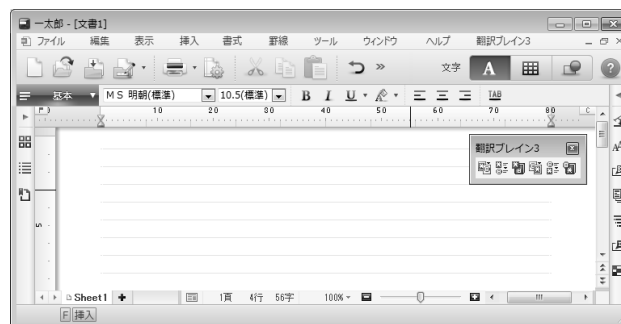 一太郎 - [文書1]
ファイル 編集 表示 挿入 書式 罫線 ツール ウィンドウ ヘルプ 翻訳ブレイン3
» 文字 A ?
基本 ▼ ＭＳ 明朝(標準) 10.5(標準) B I U TAB
10 20 30 40 50 60 70 80
翻訳ブレイン3
5
Sheet1 + 1頁 4行 56字 100%
F 挿入